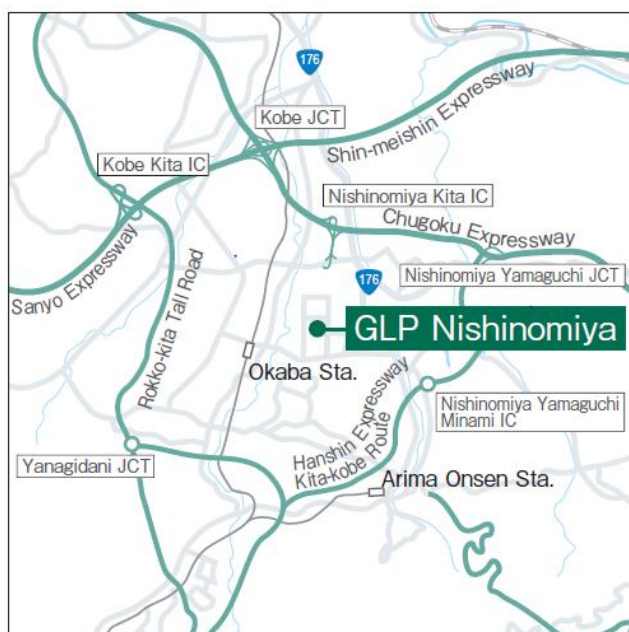 176
Kobe JCT
Shin-meishin Expressway
Kobe Kita IC
Nishinomiya Kita IC
Chugoku Expressway
Sanyo Expressway
Nishinomiya Yamaguchi JCT
176
GLP Nishinomiya
Rokko-kita Tall Road
Okaba Sta.
Hanshin Expressway
Kita-kobe Route
Nishinomiya Yamaguchi
Minami IC
Yanagidani JCT
Arima Onsen Sta.